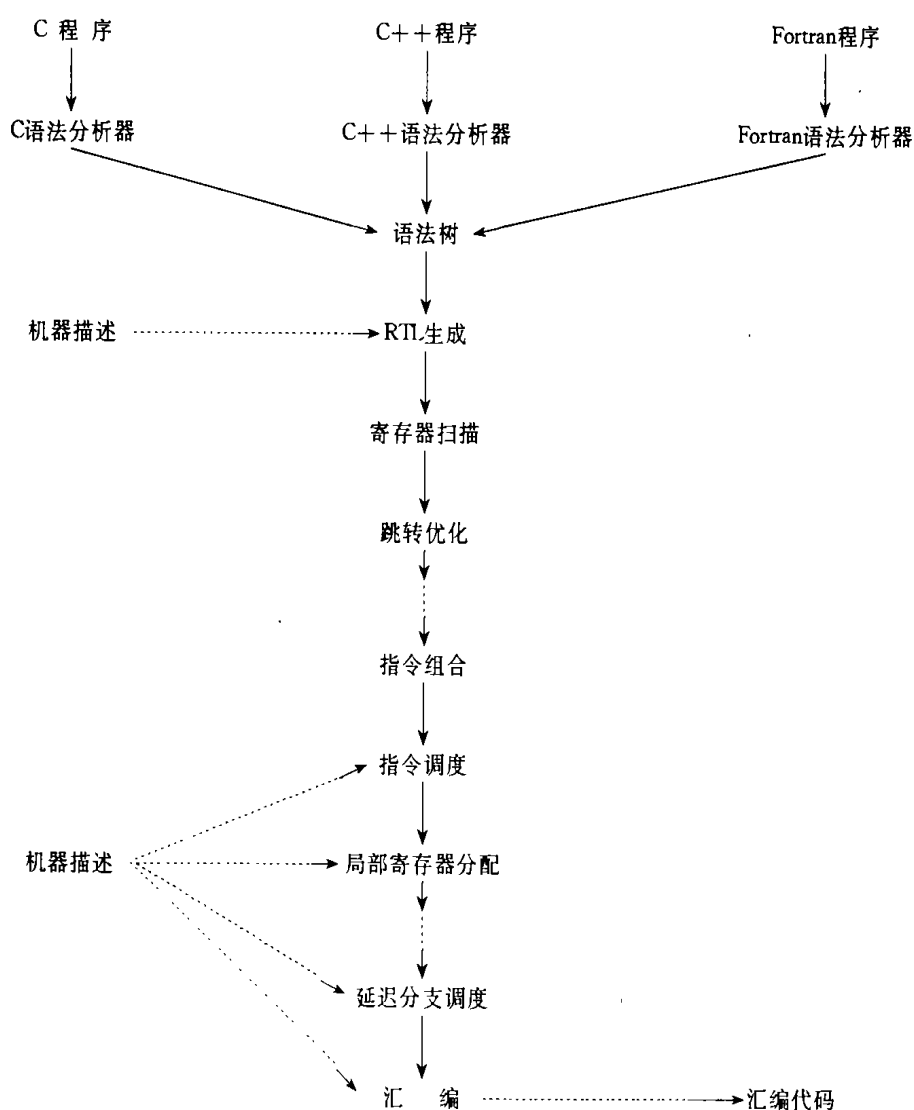 C 程 序
C++程序
Fortran程序
C语法分析器
C++语法分析器
Fortran语法分析器
语法树
机器描述
RTL生成
寄存器扫描
跳转优化
指令组合
指令调度
机器描述
局部寄存器分配
延迟分支调度
汇 编
汇编代码